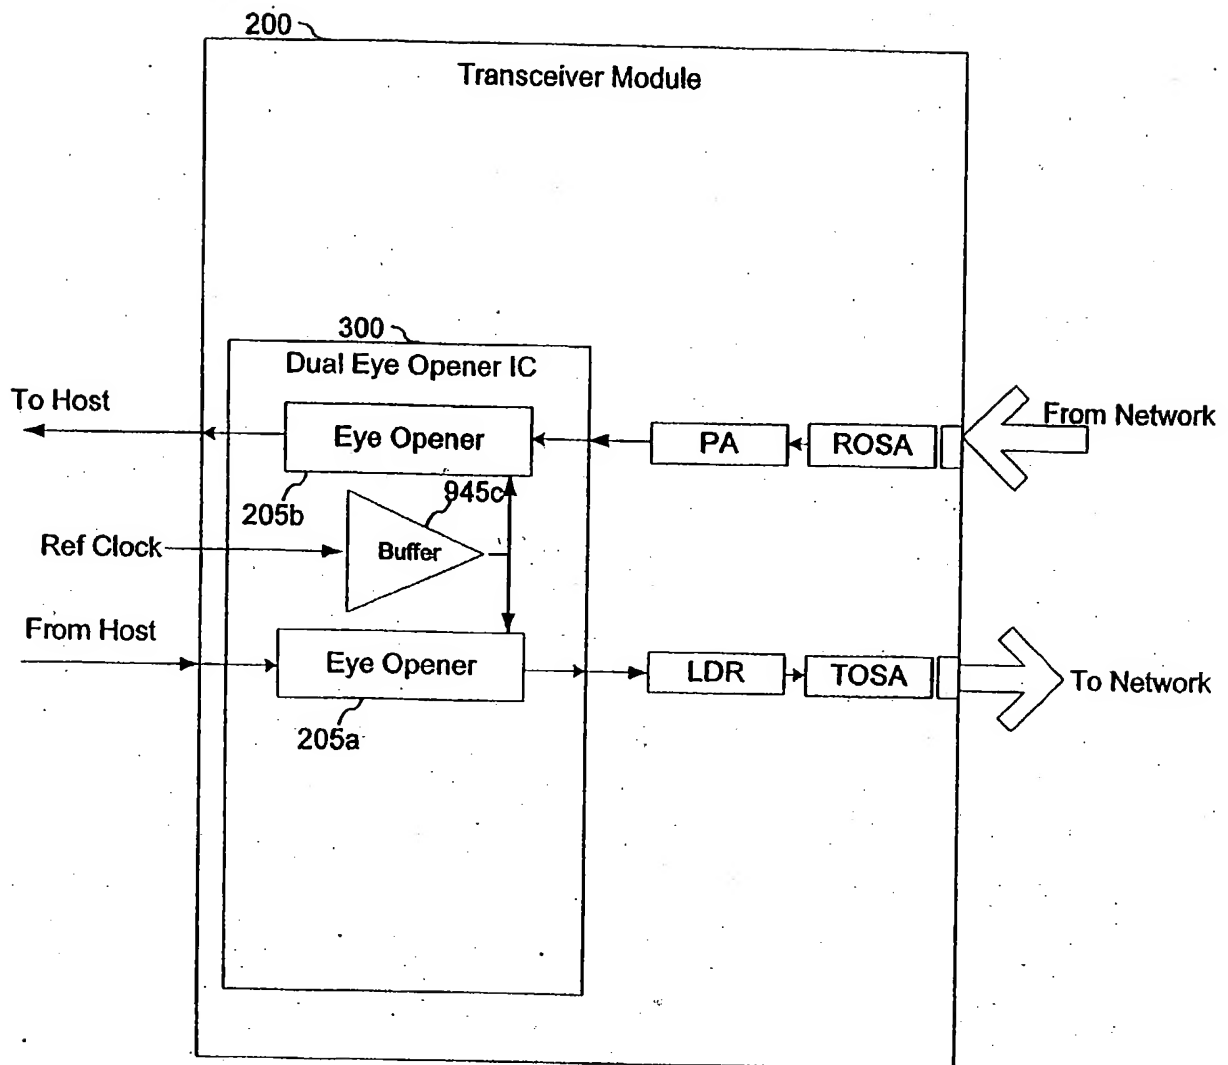 200
Transceiver Module
300
Dual Eye Opener IC
To Host
Eye Opener
PA
ROSA
From Network
205b
945c
Ref Clock
Buffer
From Host
Eye Opener
LDR
TOSA
To Network
205a